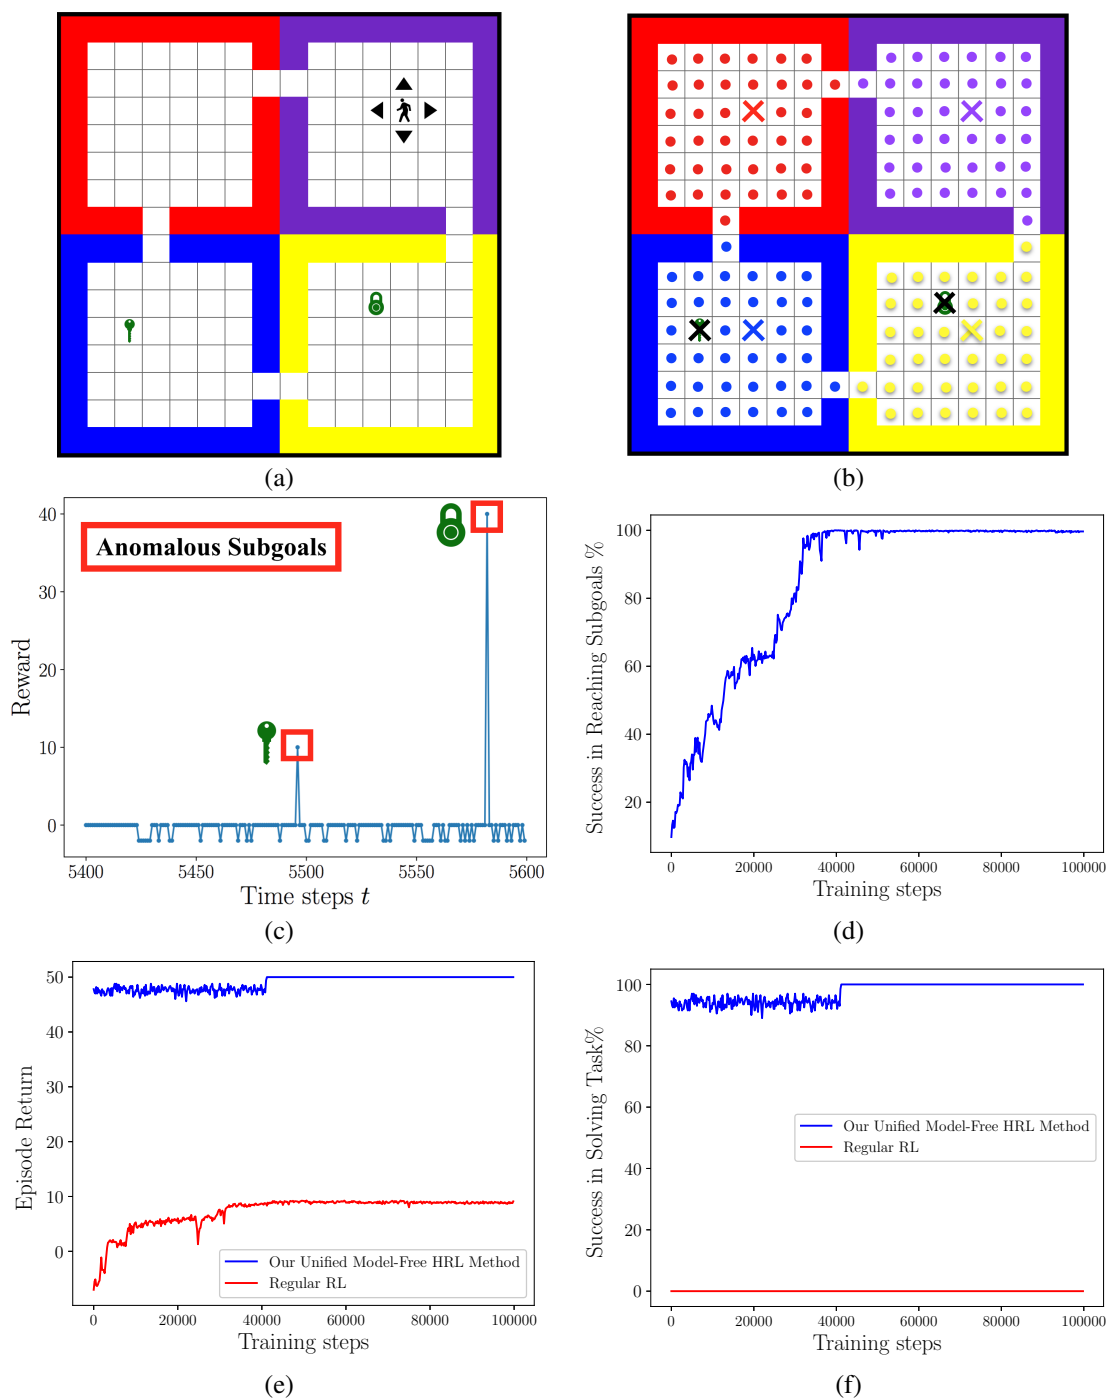 (a)
(b)
Anomalous Subgoals
Reward
40
30
20
10
0
5400
5450
5500
5550
5600
Time steps t
(c)
Success in Reaching Subgoals %
100
80
60
40
20
0
20000
40000
60000
80000
100000
Training steps
(d)
Episode Return
50
40
30
20
10
0
Our Unified Model-Free HRL Method
Regular RL
0
20000
40000
60000
80000
100000
Training steps
(e)
Success in Solving Task%
100
80
60
40
20
0
Our Unified Model-Free HRL Method
Regular RL
0
20000
40000
60000
80000
100000
Training steps
(f)